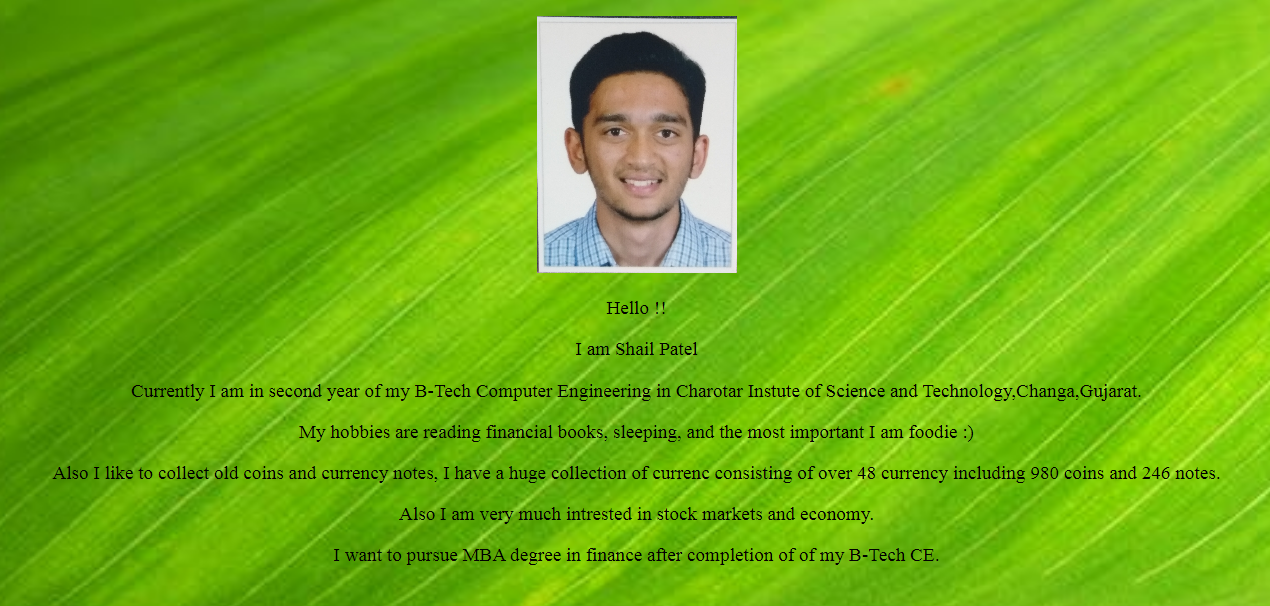 Hello !!
I am Shail Patel
Currently I am in second year of my B-Tech Computer Engineering in Charotar Instute of Science and Technology,Changa,Gujarat.
My hobbies are reading financial books, sleeping, and the most important I am foodie :)
Also I like to collect old coins and currency notes, I have a huge collection of currenc consisting of over 48 currency including 980 coins and 246 notes.
Also I am very much intrested in stock markets and economy.
I want to pursue MBA degree in finance after completion of of my B-Tech CE.